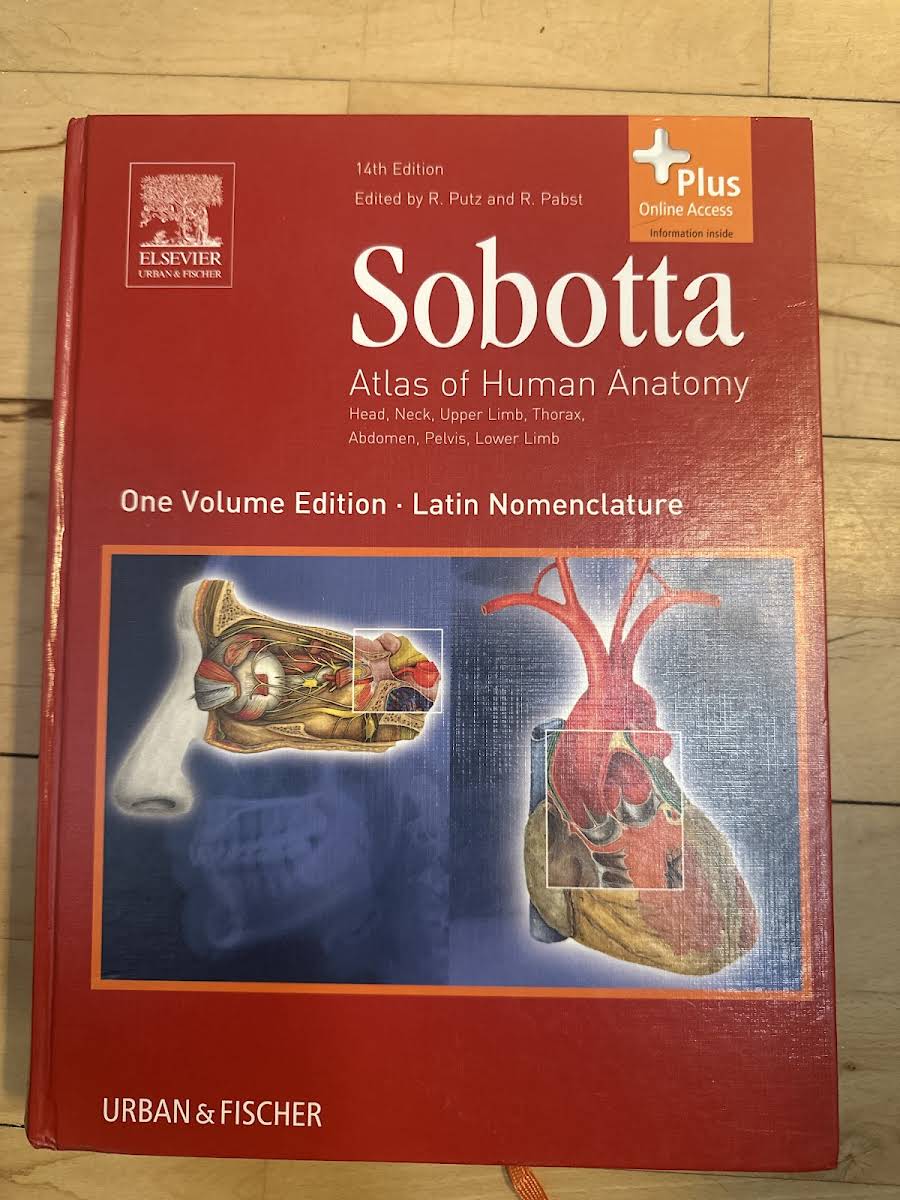 14th Edition
Edited by R. Putz and R. Pabst
Plus
Online Access
Information inside
ELSEVIER
URBAN & FISCHER
Sobotta
Atlas of Human Anatomy
Head, Neck, Upper Limb, Thorax,
Abdomen, Pelvis, Lower Limb
One Volume Edition · Latin Nomenclature
URBAN & FISCHER